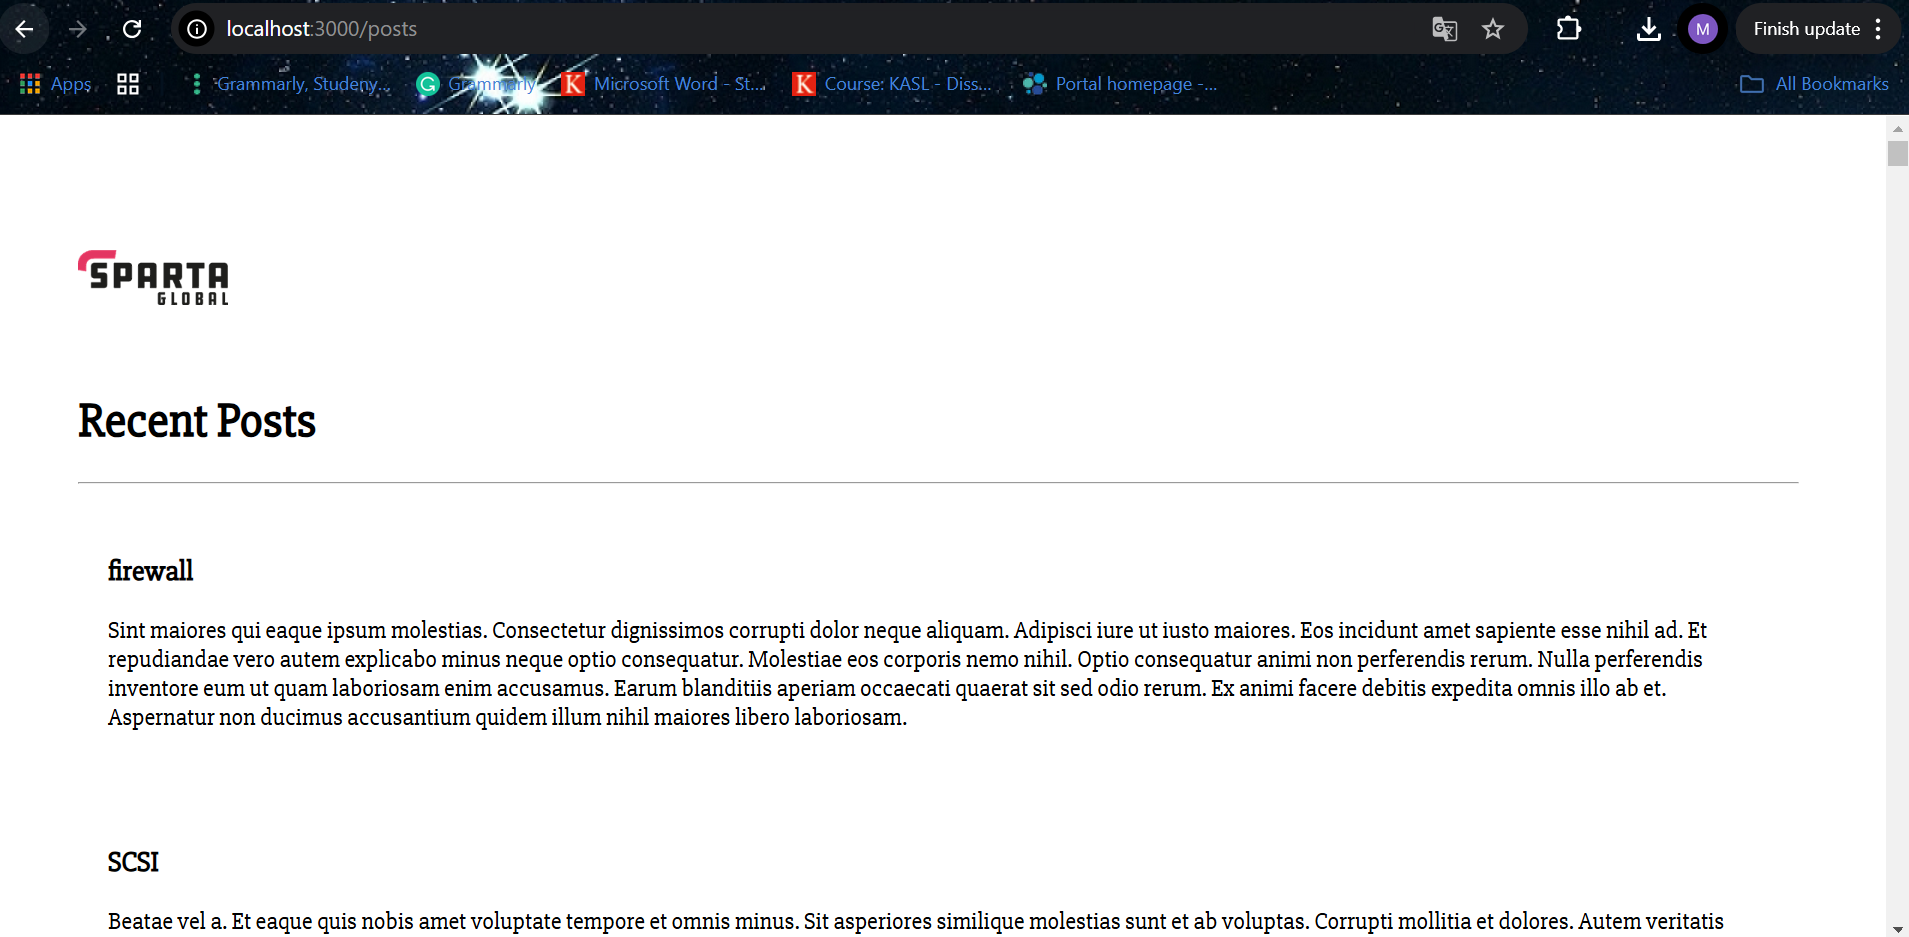 localhost:3000/posts
M
Finish update
Apps
Grammarly, Studeny...
Grammarly
Microsoft Word - St...
Course: KASL - Diss...
Portal homepage -...
All Bookmarks
SPARTA
GLOBAL
Recent Posts
firewall
Sint maiores qui eaque ipsum molestias. Consectetur dignissimos corrupti dolor neque aliquam. Adipisci iure ut iusto maiores. Eos incidunt amet sapiente esse nihil ad. Et
repudiandae vero autem explicabo minus neque optio consequatur. Molestiae eos corporis nemo nihil. Optio consequatur animi non perferendis rerum. Nulla perferendis
inventore eum ut quam laboriosam enim accusamus. Earum blanditiis aperiam occaecati quaerat sit sed odio rerum. Ex animi facere debitis expedita omnis illo ab et.
Aspernatur non ducimus accusantium quidem illum nihil maiores libero laboriosam.
SCSI
Beatae vel a. Et eaque quis nobis amet voluptate tempore et omnis minus. Sit asperiores similique molestias sunt et ab voluptas. Corrupti mollitia et dolores. Autem veritatis